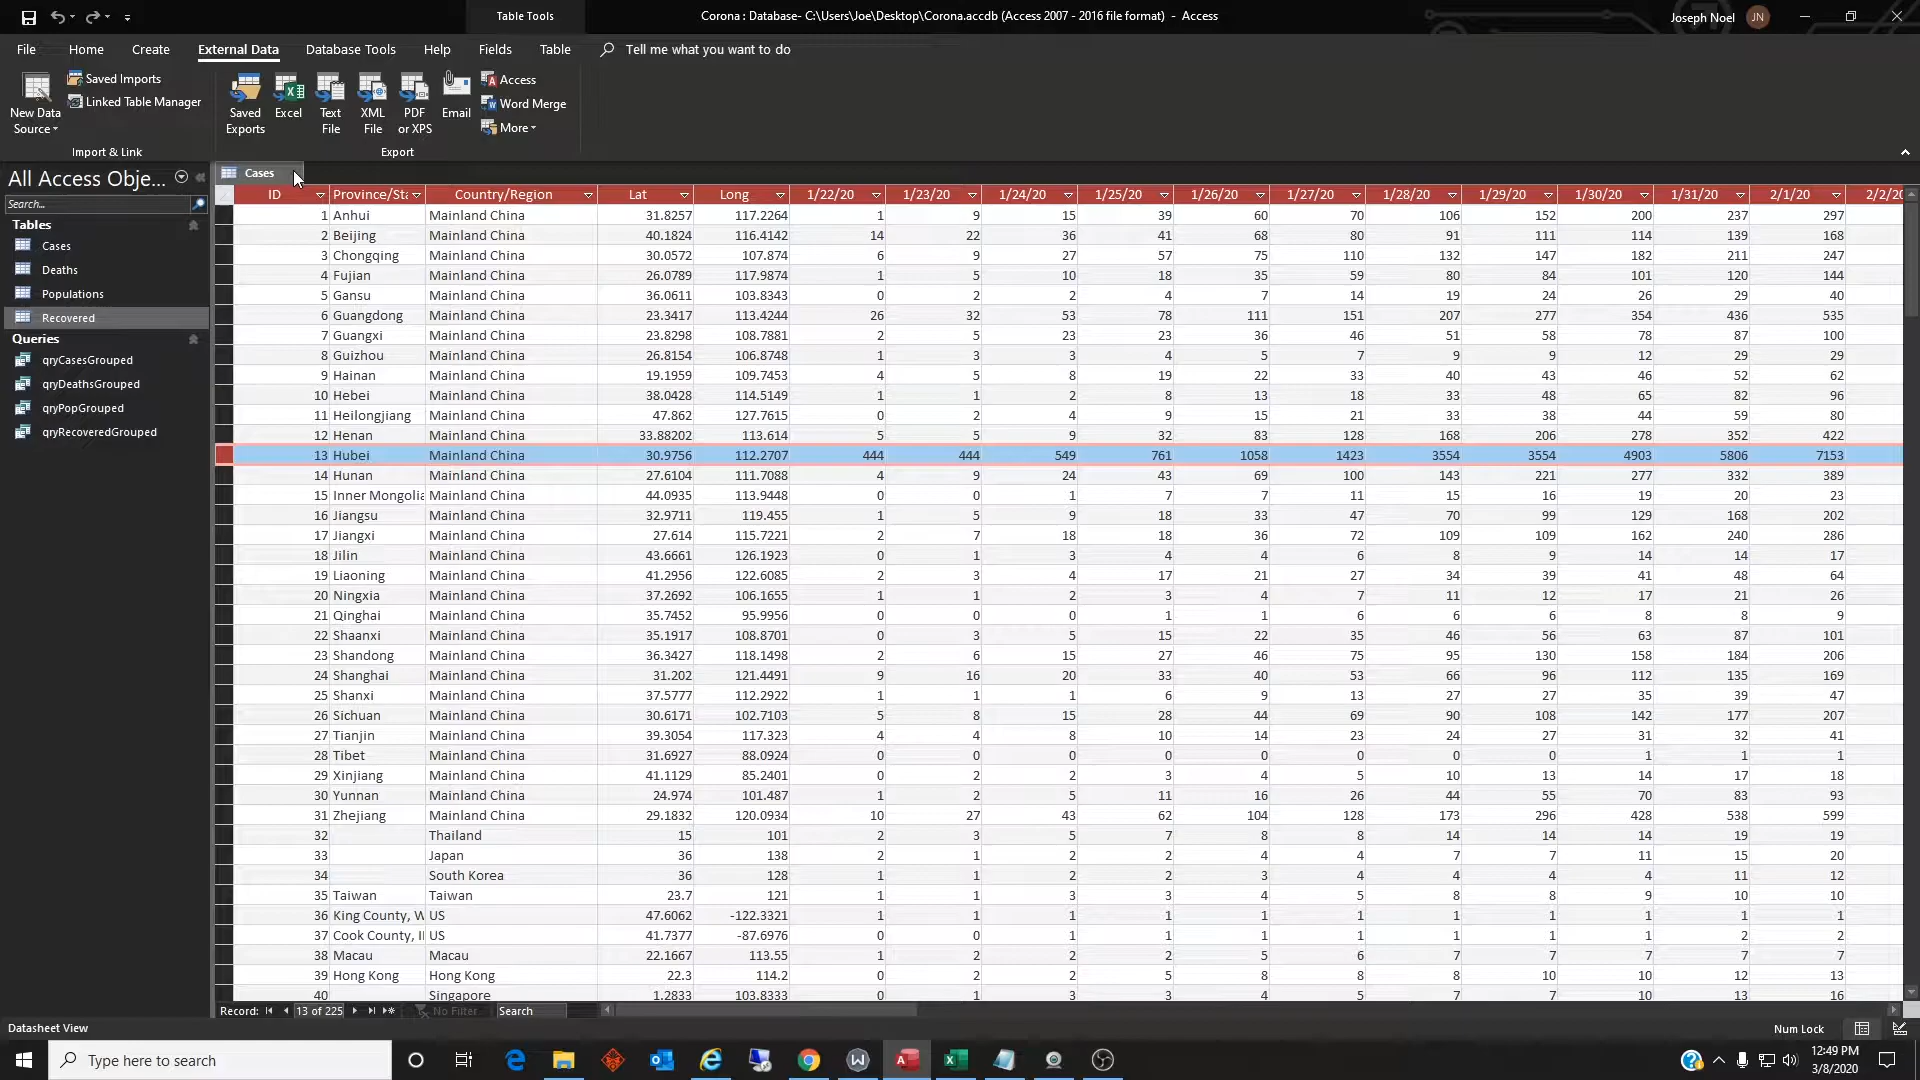 Table Tools
Corona : Database- C:\Users\Joe\Desktop\Corona.accdb (Access 2007 - 2016 file format) - Access
Joseph Noel JN
File Home Create External Data Database Tools Help Fields Table Tell me what you want to do
New Data Source
Saved Imports
Linked Table Manager
Import & Link
Saved Exports
Excel
Text File
XML File
PDF or XPS
Email
Access
Word Merge
More
Export
All Access Obje...
Search...
Tables
Cases
Deaths
Populations
Recovered
Queries
qryCasesGrouped
qryDeathsGrouped
qryPopGrouped
qryRecoveredGrouped
Cases
ID Province/Sta Country/Region Lat Long 1/22/20 1/23/20 1/24/20 1/25/20 1/26/20 1/27/20 1/28/20 1/29/20 1/30/20 1/31/20 2/1/20 2/2/20
1 Anhui Mainland China 31.8257 117.2264 1 9 15 39 60 70 106 152 200 237 297
2 Beijing Mainland China 40.1824 116.4142 14 22 36 41 68 80 91 111 114 139 168
3 Chongqing Mainland China 30.0572 107.874 6 9 27 57 75 110 132 147 182 211 247
4 Fujian Mainland China 26.0789 117.9874 1 5 10 18 35 59 80 84 101 120 144
5 Gansu Mainland China 36.0611 103.8343 0 2 2 4 7 14 19 24 26 29 40
6 Guangdong Mainland China 23.3417 113.4244 26 32 53 78 111 151 207 277 354 436 535
7 Guangxi Mainland China 23.8298 108.7881 2 5 23 23 36 46 51 58 78 87 100
8 Guizhou Mainland China 26.8154 106.8748 1 3 3 4 5 7 9 9 12 29 29
9 Hainan Mainland China 19.1959 109.7453 4 5 8 19 22 33 40 43 46 52 62
10 Hebei Mainland China 38.0428 114.5149 1 1 2 8 13 18 33 48 65 82 96
11 Heilongjiang Mainland China 47.862 127.7615 0 2 4 9 15 21 33 38 44 59 80
12 Henan Mainland China 33.88202 113.614 5 5 9 32 83 128 168 206 278 352 422
13 Hubei Mainland China 30.9756 112.2707 444 444 549 761 1058 1423 3554 3554 4903 5806 7153
14 Hunan Mainland China 27.6104 111.7088 4 9 24 43 69 100 143 221 277 332 389
15 Inner Mongolia Mainland China 44.0935 113.9448 0 0 1 7 7 11 15 16 19 20 23
16 Jiangsu Mainland China 32.9711 119.455 1 5 9 18 33 47 70 99 129 168 202
17 Jiangxi Mainland China 27.614 115.7221 2 7 18 18 36 72 109 109 162 240 286
18 Jilin Mainland China 43.6661 126.1923 0 1 3 4 4 6 8 9 14 14 17
19 Liaoning Mainland China 41.2956 122.6085 2 3 4 17 21 27 34 39 41 48 64
20 Ningxia Mainland China 37.2692 106.1655 1 1 2 3 4 7 11 12 17 21 26
21 Qinghai Mainland China 35.7452 95.9956 0 0 0 1 1 6 6 6 8 8 9
22 Shaanxi Mainland China 35.1917 108.8701 0 3 5 15 22 35 46 56 63 87 101
23 Shandong Mainland China 36.3427 118.1498 2 6 15 27 46 75 95 130 158 184 206
24 Shanghai Mainland China 31.202 121.4491 9 16 20 33 40 53 66 96 112 135 169
25 Shanxi Mainland China 37.5777 112.2922 1 1 1 6 9 13 27 27 35 39 47
26 Sichuan Mainland China 30.6171 102.7103 5 8 15 28 44 69 90 108 142 177 207
27 Tianjin Mainland China 39.3054 117.323 4 4 8 10 14 23 24 27 31 32 41
28 Tibet Mainland China 31.6927 88.0924 0 0 0 0 0 0 0 0 1 1 1
29 Xinjiang Mainland China 41.1129 85.2401 0 2 2 3 4 5 10 13 14 17 18
30 Yunnan Mainland China 24.974 101.487 1 2 5 11 16 26 44 55 70 83 93
31 Zhejiang Mainland China 29.1832 120.0934 10 27 43 62 104 128 173 296 428 538 599
32 Thailand 15 101 2 3 5 7 8 8 14 14 14 19 19
33 Japan 36 138 2 1 2 2 4 4 7 7 11 15 20
34 South Korea 36 128 1 1 2 2 3 4 4 4 4 11 12
35 Taiwan Taiwan 23.7 121 1 1 3 3 4 5 8 8 9 10 10
36 King County, W US 47.6062 -122.3321 1 1 1 1 1 1 1 1 1 1 1
37 Cook County, Il US 41.7377 -87.6976 0 0 1 1 1 1 1 1 1 2 2
38 Macau Macau 22.1667 113.55 1 2 2 2 5 6 7 7 7 7 7
39 Hong Kong Hong Kong 22.3 114.2 0 2 2 5 8 8 8 10 10 12 13
40 Singapore 1.2833 103.8333 0 1 3 3 4 5 7 7 10 13 16
Record: 13 of 225 No Filter Search
Datasheet View
Num Lock
Type here to search
12:49 PM
3/8/2020